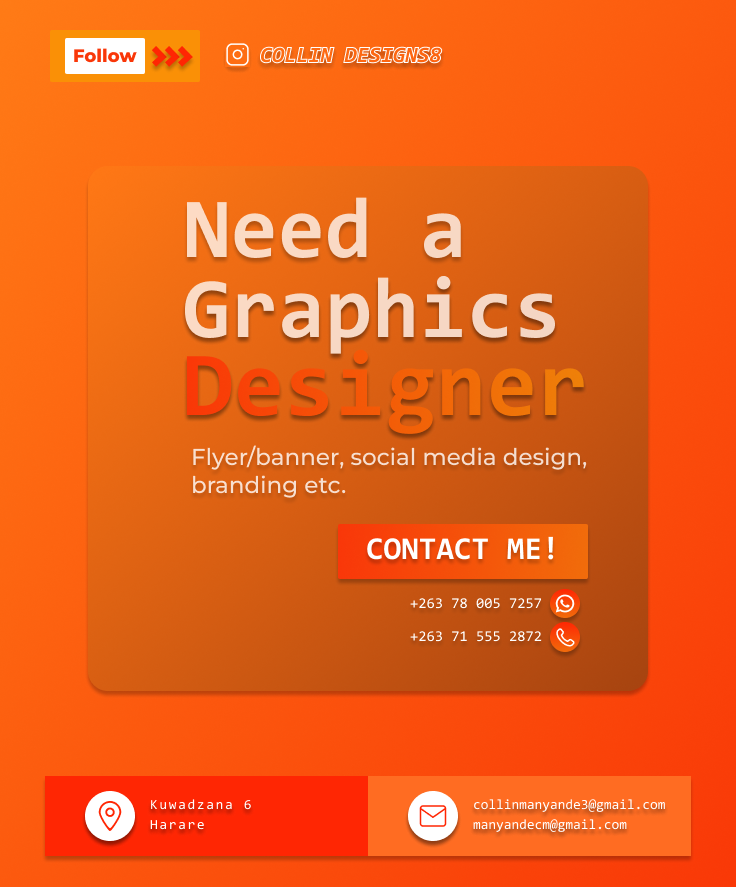 Follow
COLLIN DESIGNS8
Need a
Graphics
Designer
Flyer/banner, social media design,
branding etc.
CONTACT ME!
+263 78 005 7257
+263 71 555 2872
Kuwadzana 6
Harare
collinmanyande3@gmail.com
manyandecm@gmail.com